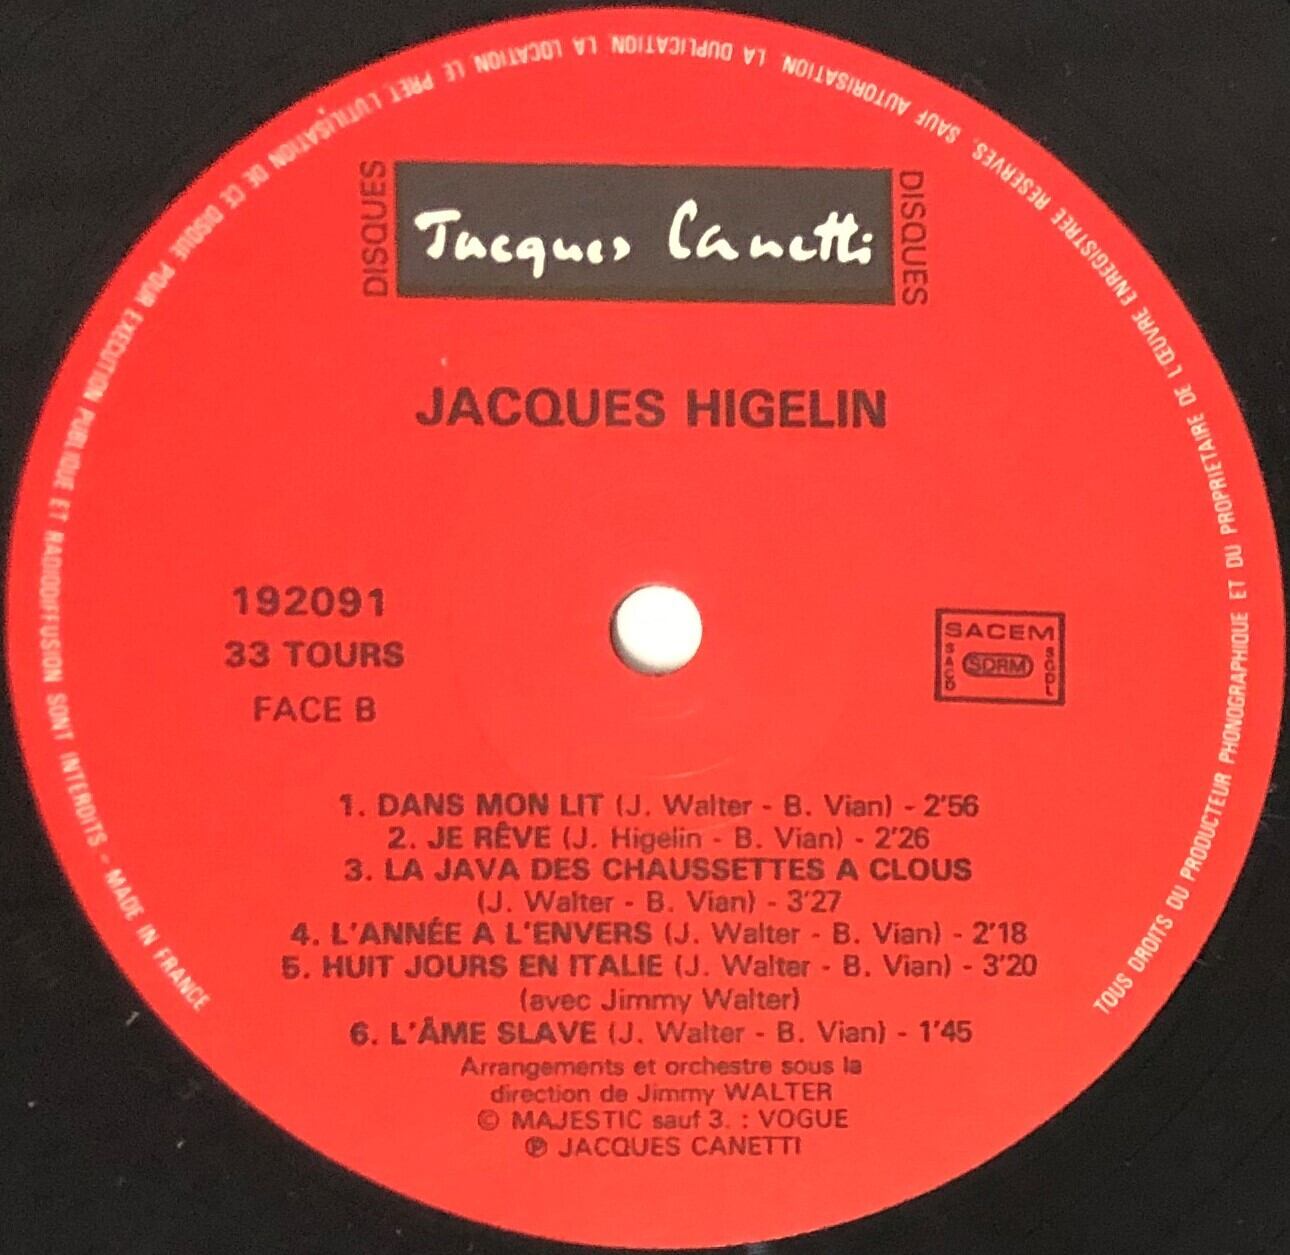 DISQUES
Jacques Canetti
DISQUES
JACQUES HIGELIN
192091
33 TOURS
FACE B
SACEM
SACD
SDRM
SGDL
1. DANS MON LIT (J. Walter - B. Vian) - 2'56
2. JE RÊVE (J. Higelin - B. Vian) - 2'26
3. LA JAVA DES CHAUSSETTES A CLOUS
(J. Walter - B. Vian) - 3'27
4. L'ANNÉE A L'ENVERS (J. Walter - B. Vian) - 2'18
5. HUIT JOURS EN ITALIE (J. Walter - B. Vian) - 3'20
(avec Jimmy Walter)
6. L'ÂME SLAVE (J. Walter - B. Vian) - 1'45
Arrangements et orchestre sous la
direction de Jimmy WALTER
© MAJESTIC sauf 3. : VOGUE
℗ JACQUES CANETTI
TOUS DROITS DU PRODUCTEUR PHONOGRAPHIQUE ET DU PROPRIETAIRE DE L'ŒUVRE ENREGISTREE RESERVES. SAUF AUTORISATION, LA DUPLICATION, LA LOCATION, LE PRET, L'UTILISATION DE CE DISQUE POUR EXECUTION PUBLIQUE ET RADIODIFFUSION SONT INTERDITS - MADE IN FRANCE